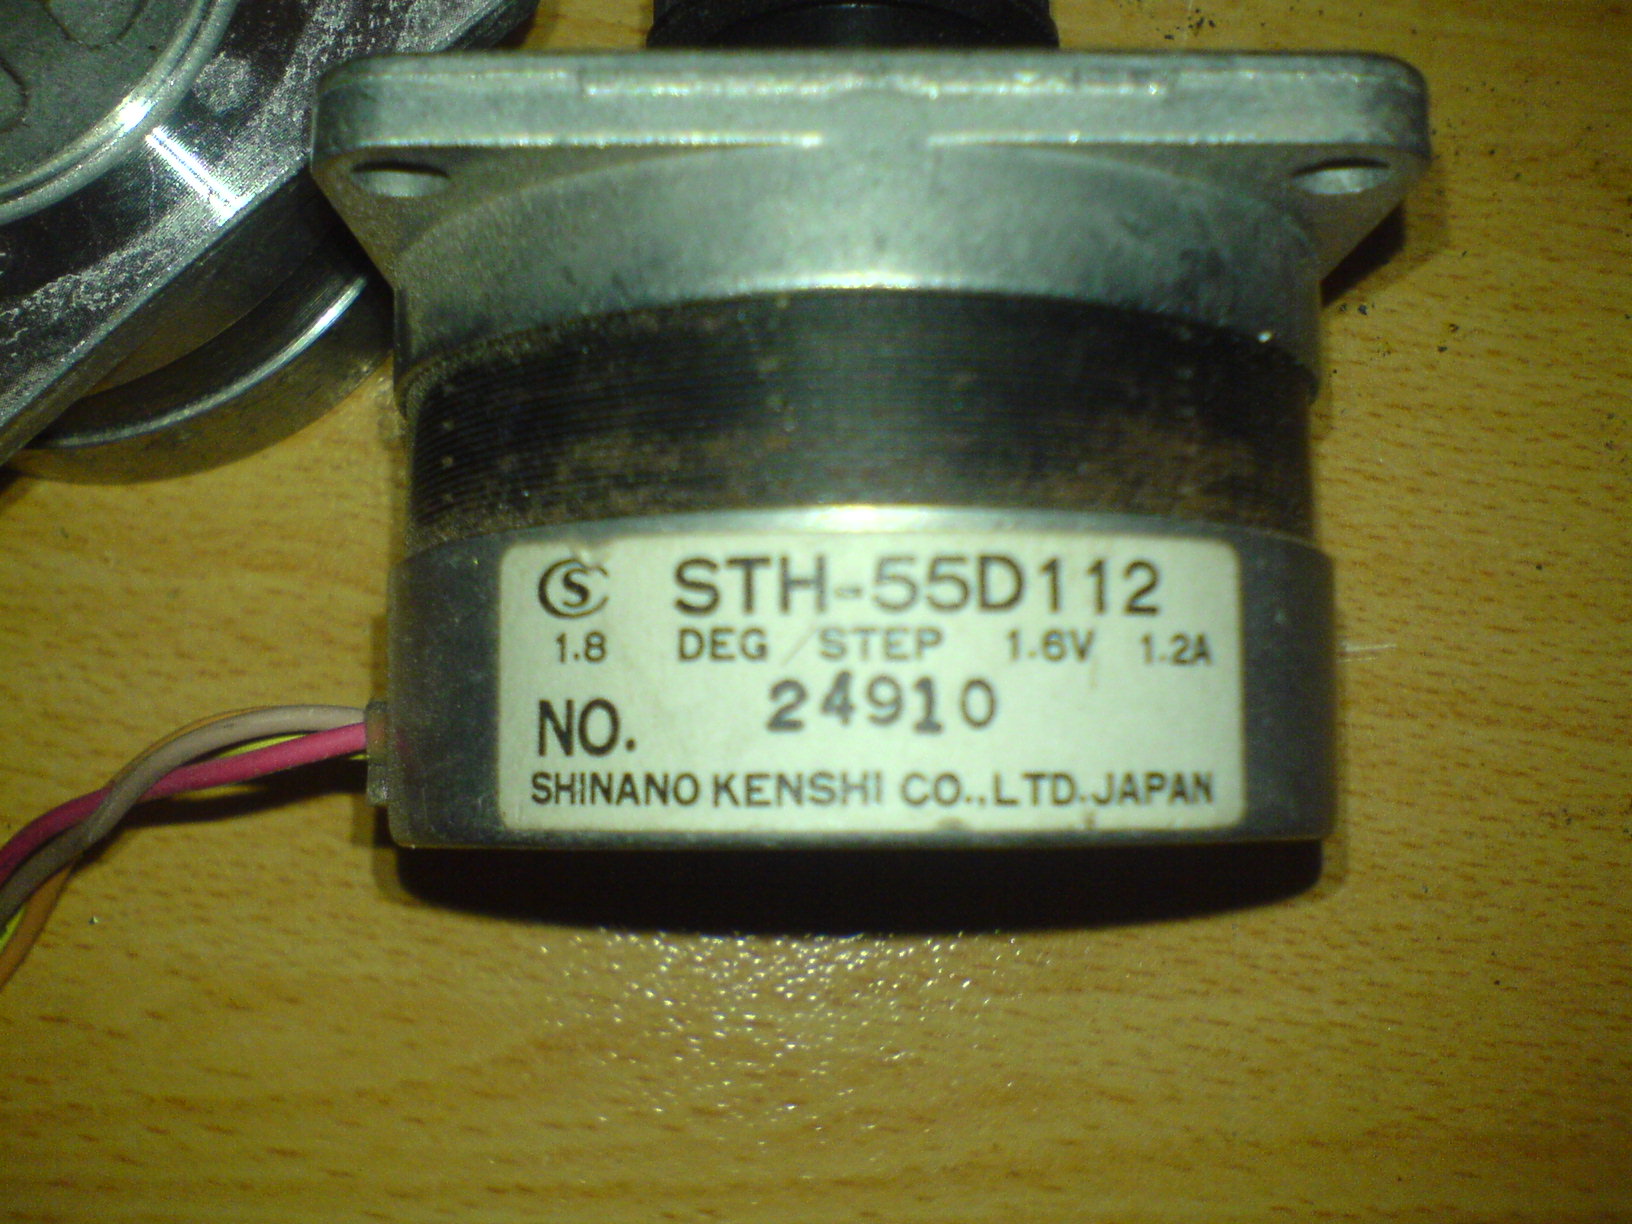 STH-55D112
1.8 DEG/STEP 1.6V 1.2A
NO. 24910
SHINANO KENSHI CO.,LTD.JAPAN